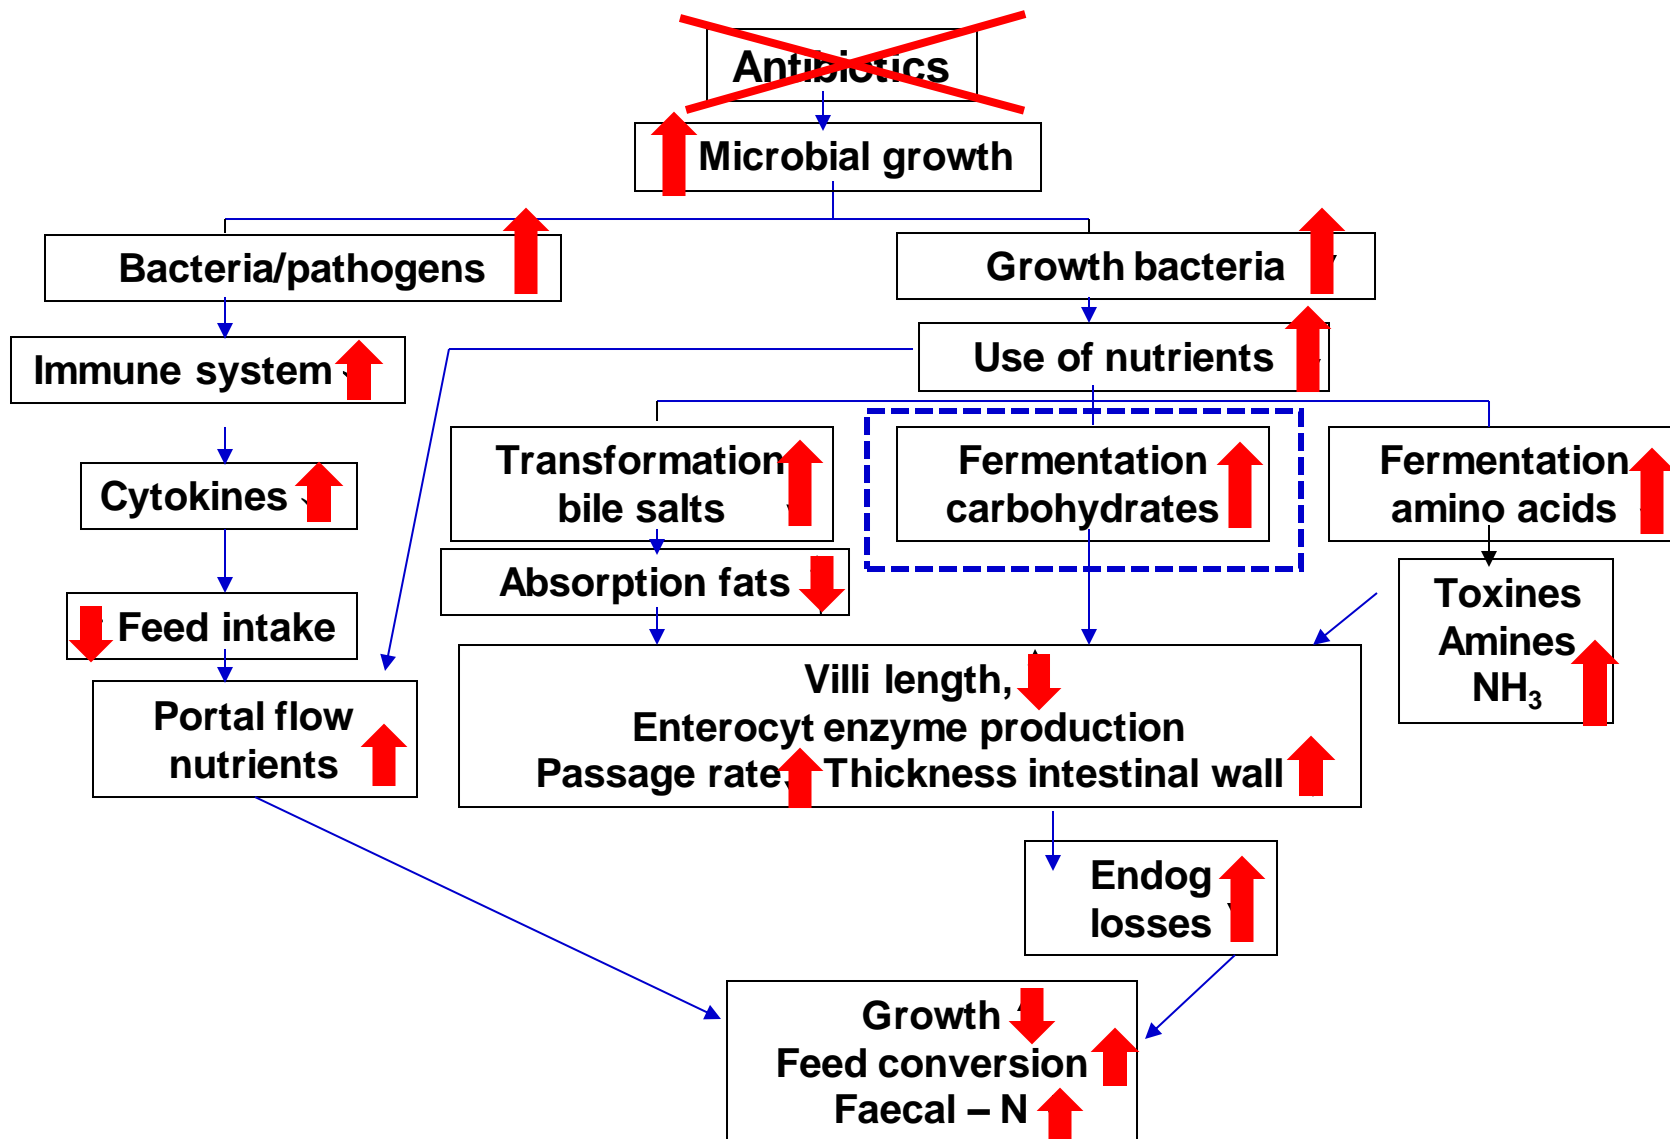 Antibiotics
Microbial growth
Bacteria/pathogens
Growth bacteria
Immune system
Use of nutrients
Cytokines
Transformation
bile salts
Fermentation
carbohydrates
Fermentation
amino acids
Absorption fats
Toxines
Amines
NH₃
Feed intake
Portal flow
nutrients
Villi length,
Enterocyt enzyme production
Passage rate, Thickness intestinal wall
Endog
losses
Growth
Feed conversion
Faecal – N